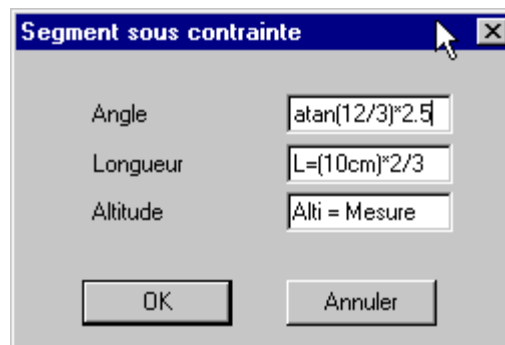 Segment sous contrainte
Angle atan(12/3)*2.5
Longueur L=(10cm)*2/3
Altitude Alti = Mesure
OK Annuler